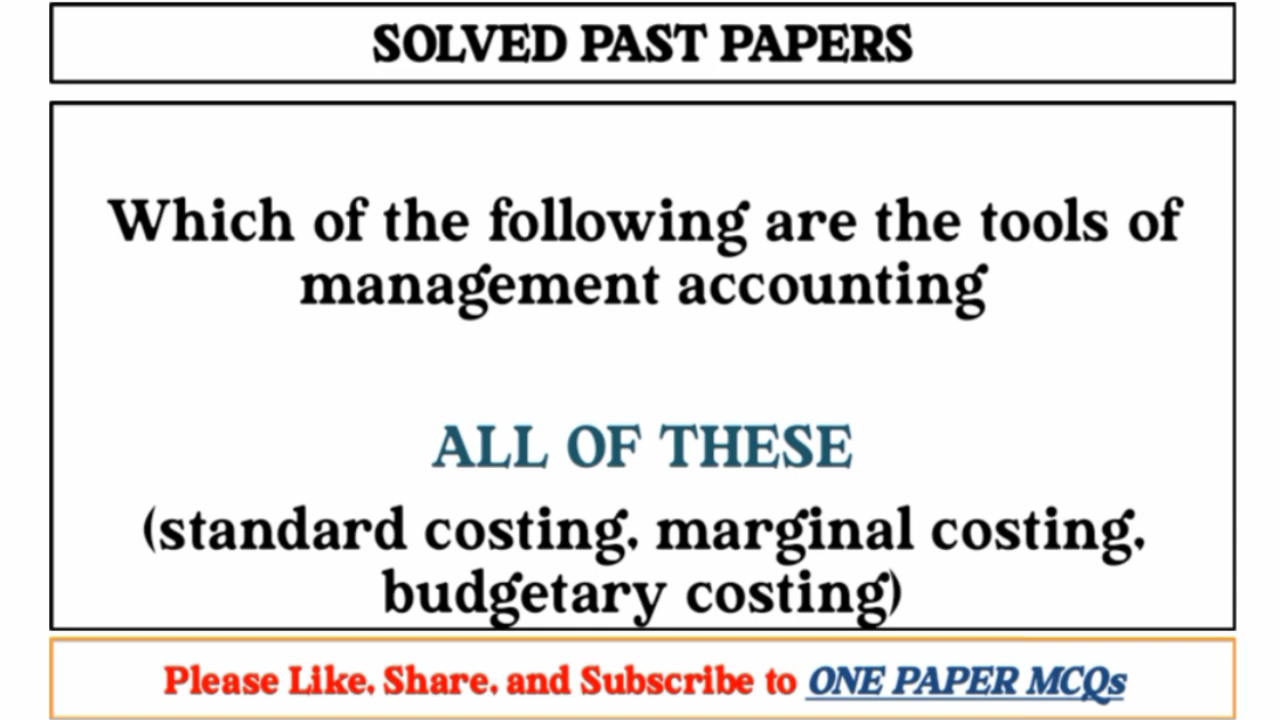 SOLVED PAST PAPERS
Which of the following are the tools of
management accounting
ALL OF THESE
(standard costing, marginal costing,
budgetary costing)
Please Like, Share, and Subscribe to ONE PAPER MCQs